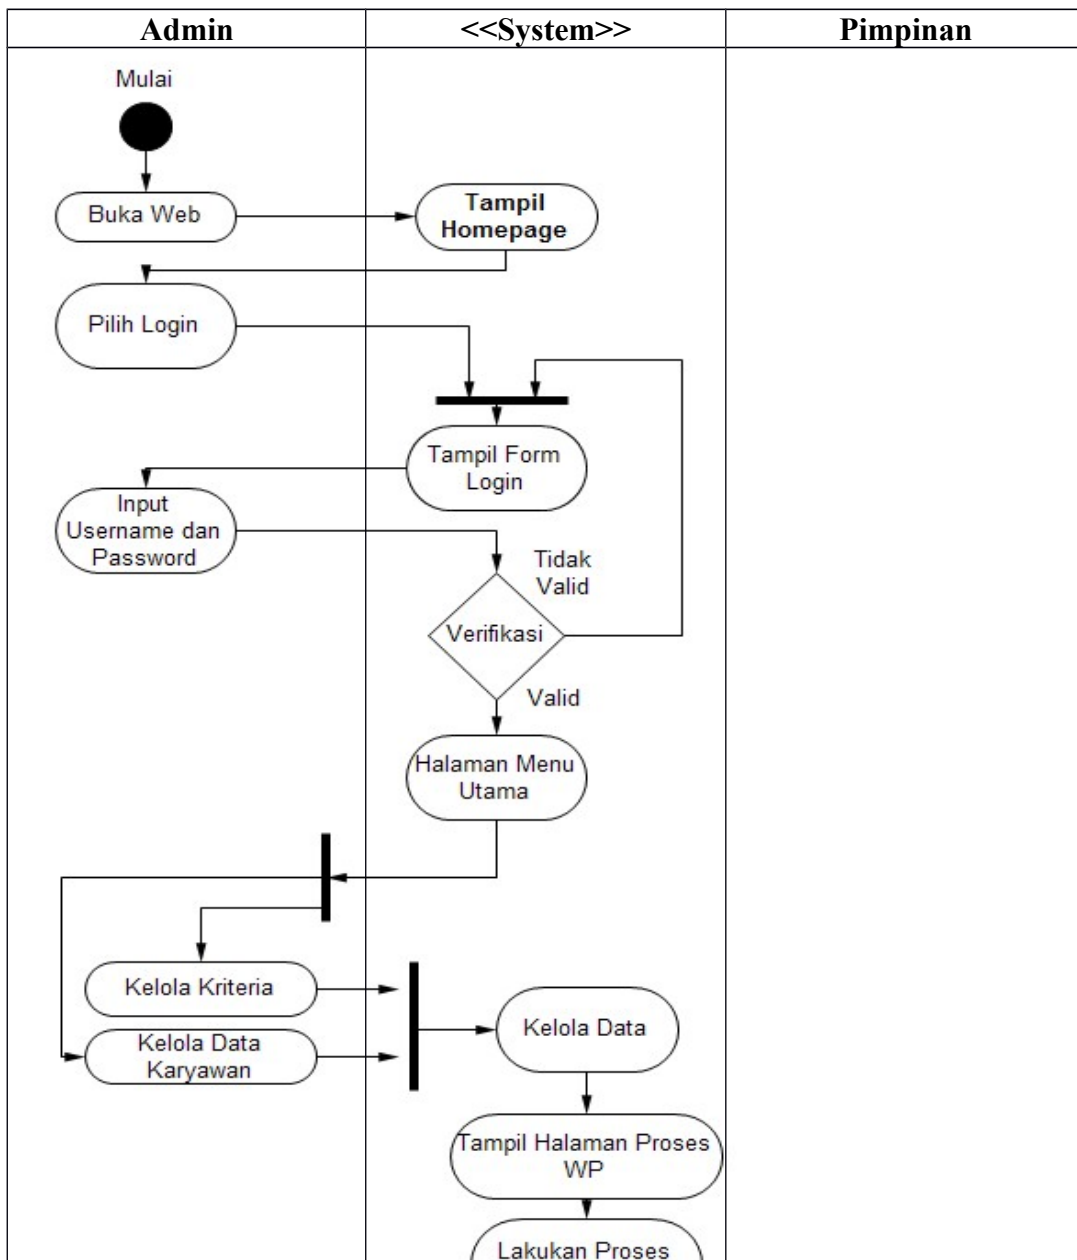 Admin
<<System>>
Pimpinan
Mulai
Buka Web
Tampil
Homepage
Pilih Login
Tampil Form
Login
Input
Username dan
Password
Tidak
Valid
Verifikasi
Valid
Halaman Menu
Utama
Kelola Kriteria
Kelola Data
Kelola Data
Karyawan
Tampil Halaman Proses
WP
Lakukan Proses